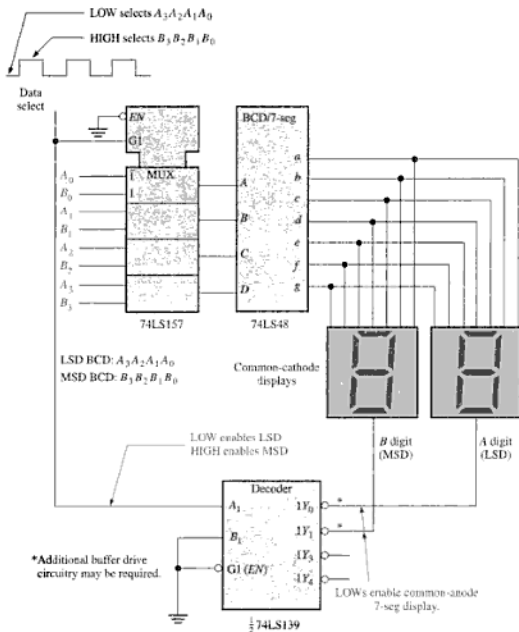 LOW selects A₃A₂A₁A₀
HIGH selects B₃B₂B₁B₀
Data
select
EN
G1
MUX
1
1
A₀
B₀
A₁
B₁
A₂
B₂
A₃
B₃
74LS157
BCD/7-seg
A
B
C
D
a
b
c
d
e
f
g
74LS48
LSD BCD: A₃A₂A₁A₀
MSD BCD: B₃B₂B₁B₀
Common-cathode
displays
B digit
(MSD)
A digit
(LSD)
LOW enables LSD
HIGH enables MSD
Decoder
A₁
B₁
G1 (EN)
1Y₀
1Y₁
1Y₃
1Y₄
*
*
*Additional buffer drive
circuitry may be required.
LOWs enable common-anode
7-seg display.
½74LS139